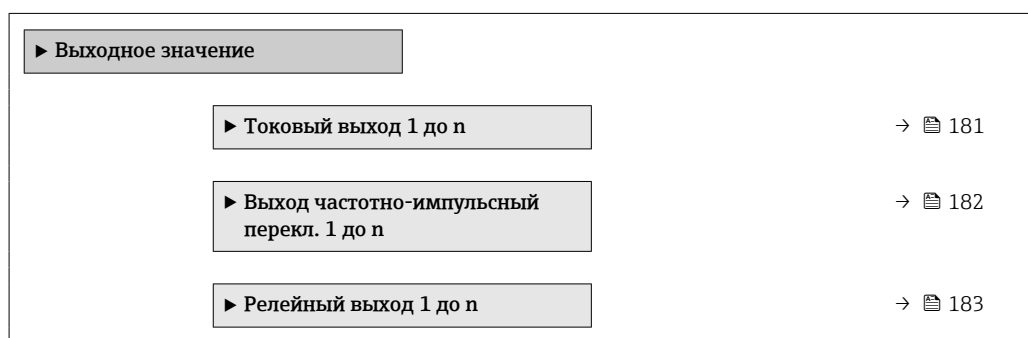 ► Выходное значение
► Токовый выход 1 до n → 181
► Выход частотно-импульсный → 182
перекл. 1 до n
► Релейный выход 1 до n → 183